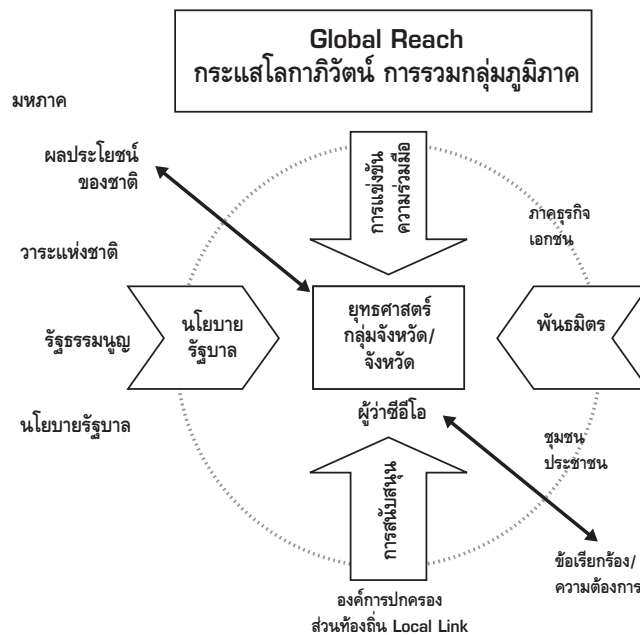 Global Reach
กระแสโลกาภิวัตน์ การรวมกลุ่มภูมิภาค
มหภาค
ผลประโยชน์
ของชาติ
การแข่งขัน
ความร่วมมือ
ภาคธุรกิจ
เอกชน
วาระแห่งชาติ
นโยบาย
รัฐบาล
ยุทธศาสตร์
กลุ่มจังหวัด/
จังหวัด
พันธมิตร
รัฐธรรมนูญ
ผู้ว่าซีอีโอ
นโยบายรัฐบาล
ชุมชน
ประชาชน
การสนับสนุน
ข้อเรียกร้อง/
ความต้องการ
องค์การปกครอง
ส่วนท้องถิ่น Local Link